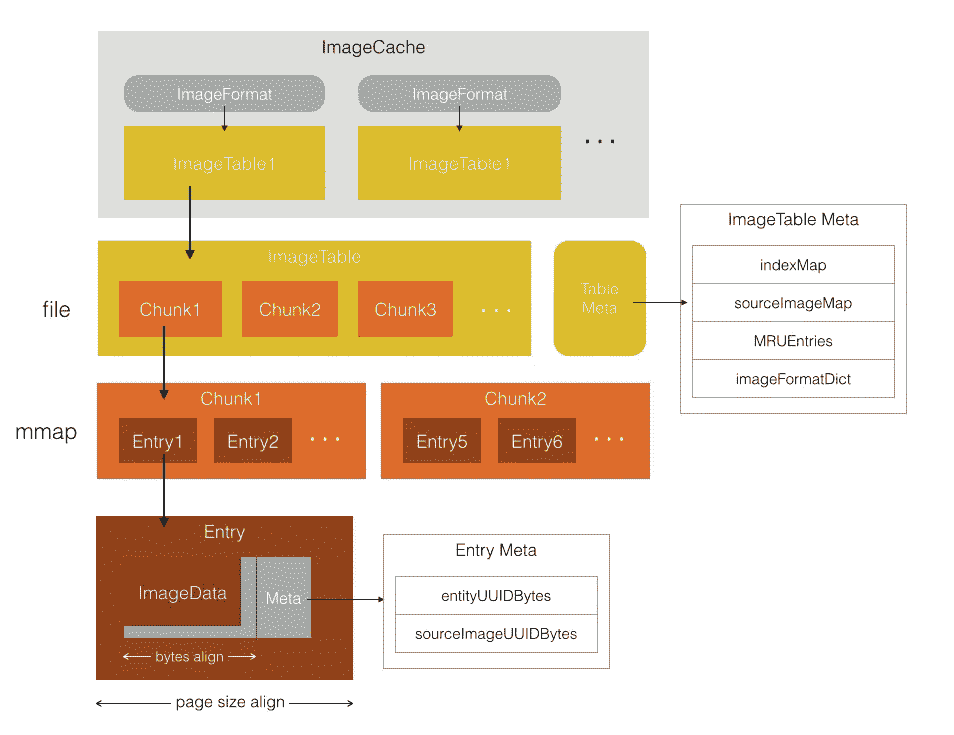 ImageCache
ImageFormat
ImageFormat
ImageTable1
ImageTable1
...
ImageTable Meta
indexMap
sourceImageMap
MRUEntries
imageFormatDict
file
ImageTable
Chunk1
Chunk2
Chunk3
...
Table
Meta
mmap
Chunk1
Entry1
Entry2
...
Chunk2
Entry5
Entry6
...
Entry
ImageData
Meta
bytes align
page size align
Entry Meta
entityUUIDBytes
sourceImageUUIDBytes